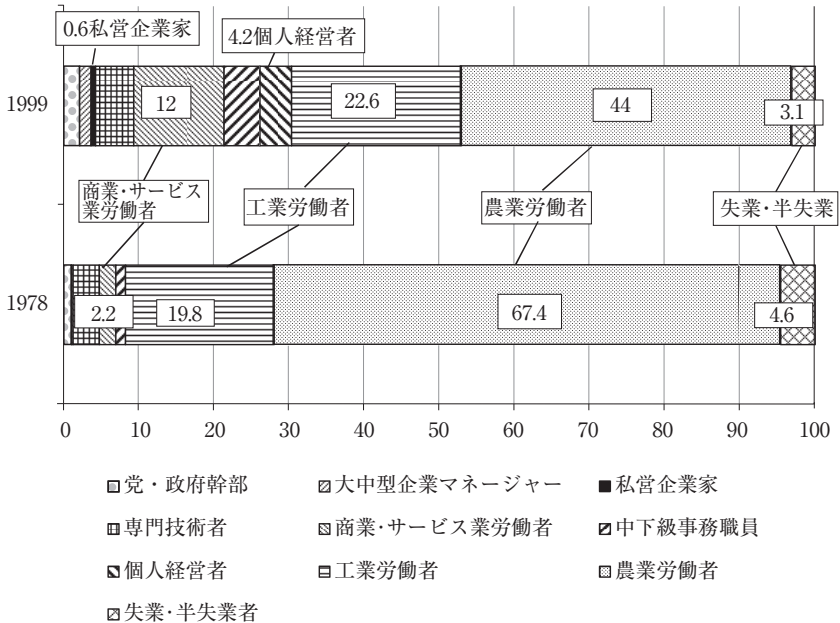 0.6私営企業家
4.2個人経営者
1999
12
22.6
44
3.1
商業・サービス
業労働者
工業労働者
農業労働者
失業・半失業
1978
2.2
19.8
67.4
4.6
0 10 20 30 40 50 60 70 80 90 100
党・政府幹部 大中型企業マネージャー 私営企業家
専門技術者 商業・サービス業労働者 中下級事務職員
個人経営者 工業労働者 農業労働者
失業・半失業者